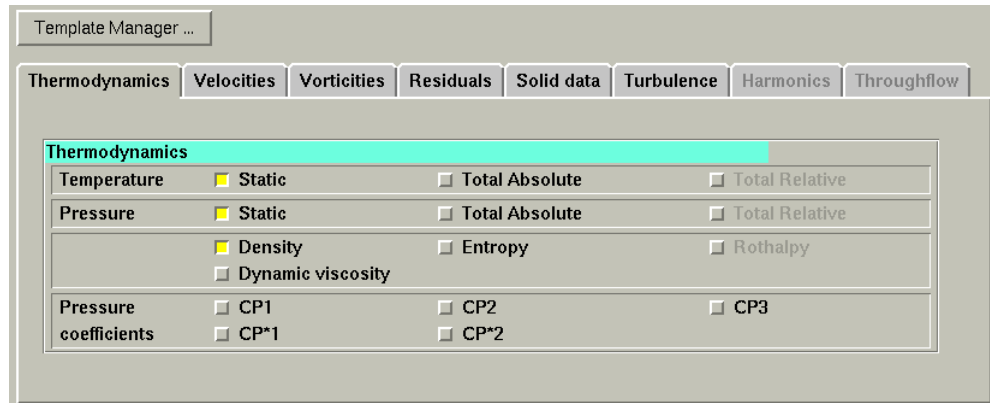 Template Manager ...
Thermodynamics Velocities Vorticities Residuals Solid data Turbulence Harmonics Throughflow
Thermodynamics
Temperature Static Total Absolute Total Relative
Pressure Static Total Absolute Total Relative
Density Entropy Rothalpy
Dynamic viscosity
Pressure CP1 CP2 CP3
coefficients CP*1 CP*2